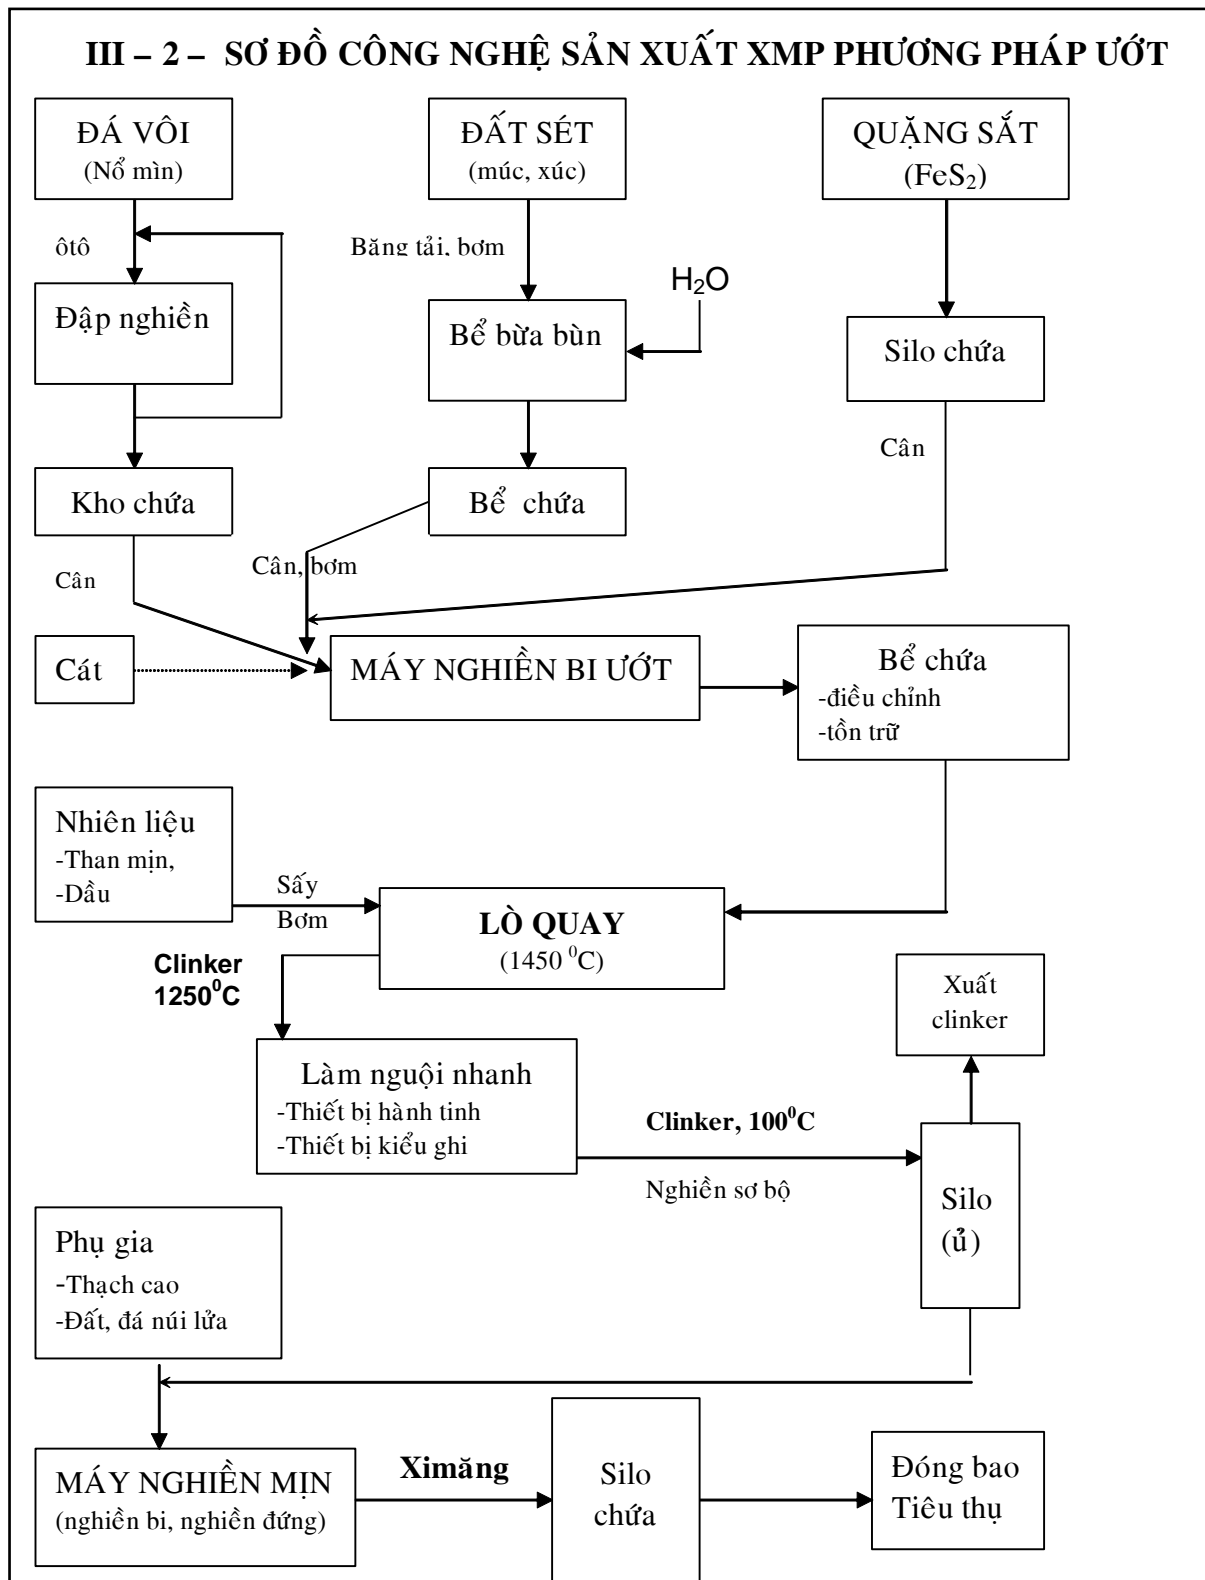 III – 2 – SƠ ĐỒ CÔNG NGHỆ SẢN XUẤT XMP PHƯƠNG PHÁP ƯỚT
ĐÁ VÔI
(Nổ mìn)
ĐẤT SÉT
(múc, xúc)
QUẶNG SẮT
(FeS₂)
ôtô
Băng tải, bơm
H₂O
Đập nghiền
Bể bừa bùn
Silo chứa
Cân
Kho chứa
Bể chứa
Cân
Cân, bơm
Cát
MÁY NGHIỀN BI ƯỚT
Bể chứa
-điều chỉnh
-tồn trữ
Nhiên liệu
-Than mịn,
-Dầu
Sấy
Bơm
LÒ QUAY
(1450 ⁰C)
Clinker
1250⁰C
Xuất
clinker
Làm nguội nhanh
-Thiết bị hành tinh
-Thiết bị kiểu ghi
Clinker, 100⁰C
Nghiền sơ bộ
Silo
(ủ)
Phụ gia
-Thạch cao
-Đất, đá núi lửa
MÁY NGHIỀN MỊN
(nghiền bi, nghiền đứng)
Ximăng
Silo
chứa
Đóng bao
Tiêu thụ